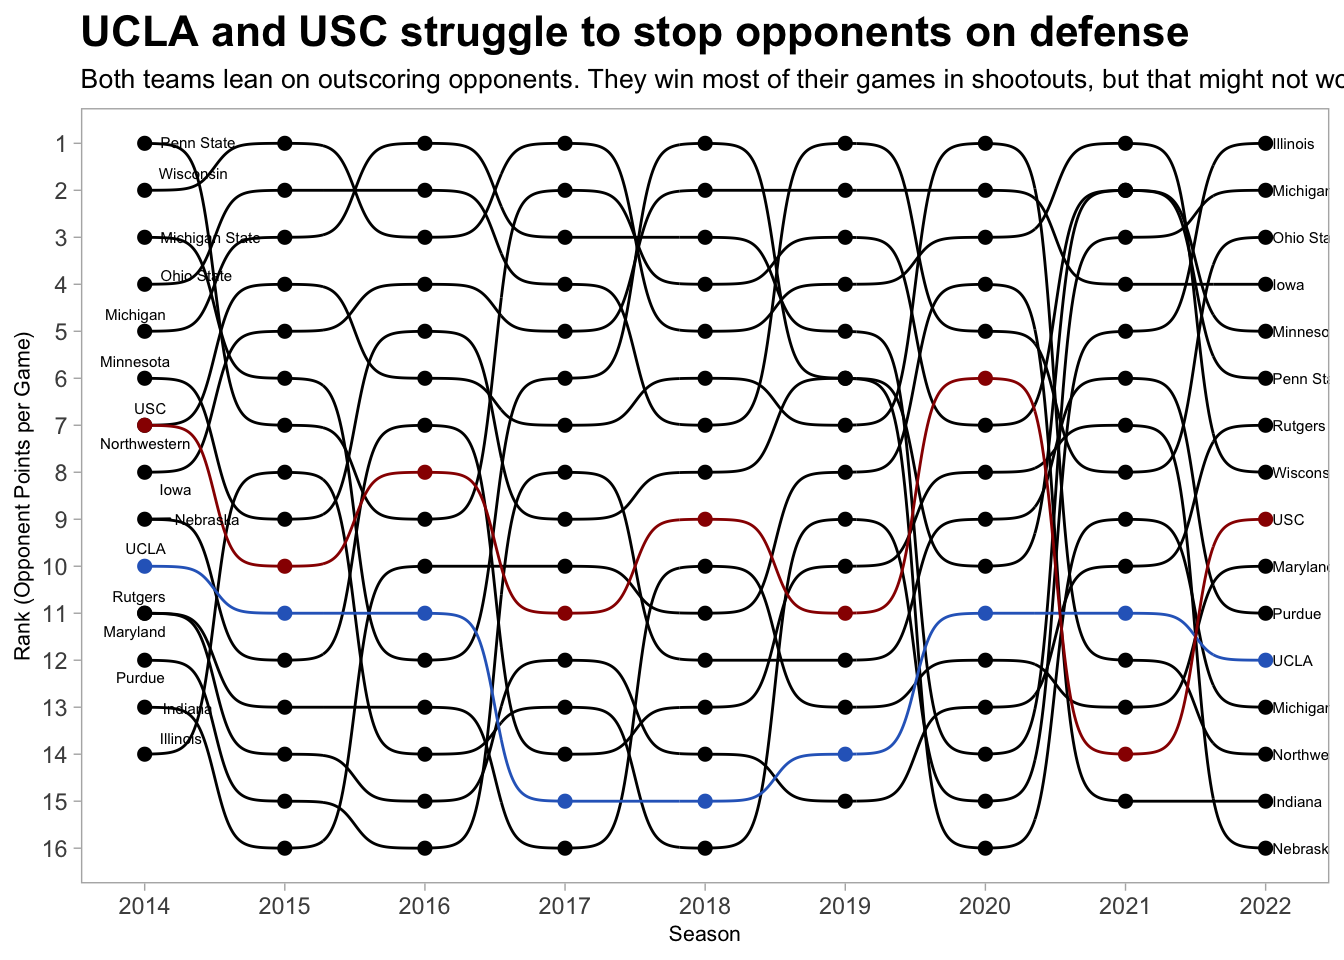 UCLA and USC struggle to stop opponents on defense
Both teams lean on outscoring opponents. They win most of their games in shootouts, but that might not wo
Rank (Opponent Points per Game)
1
2
3
4
5
6
7
8
9
10
11
12
13
14
15
16
Penn State
Wisconsin
Michigan State
Ohio State
Michigan
Minnesota
USC
Northwestern
Iowa
Nebraska
UCLA
Rutgers
Maryland
Purdue
Indiana
Illinois
Illinois
Michigan
Ohio Sta
Iowa
Minneso
Penn Sta
Rutgers
Wiscons
USC
Maryland
Purdue
UCLA
Michigan
Northwe
Indiana
Nebrask
2014 2015 2016 2017 2018 2019 2020 2021 2022
Season